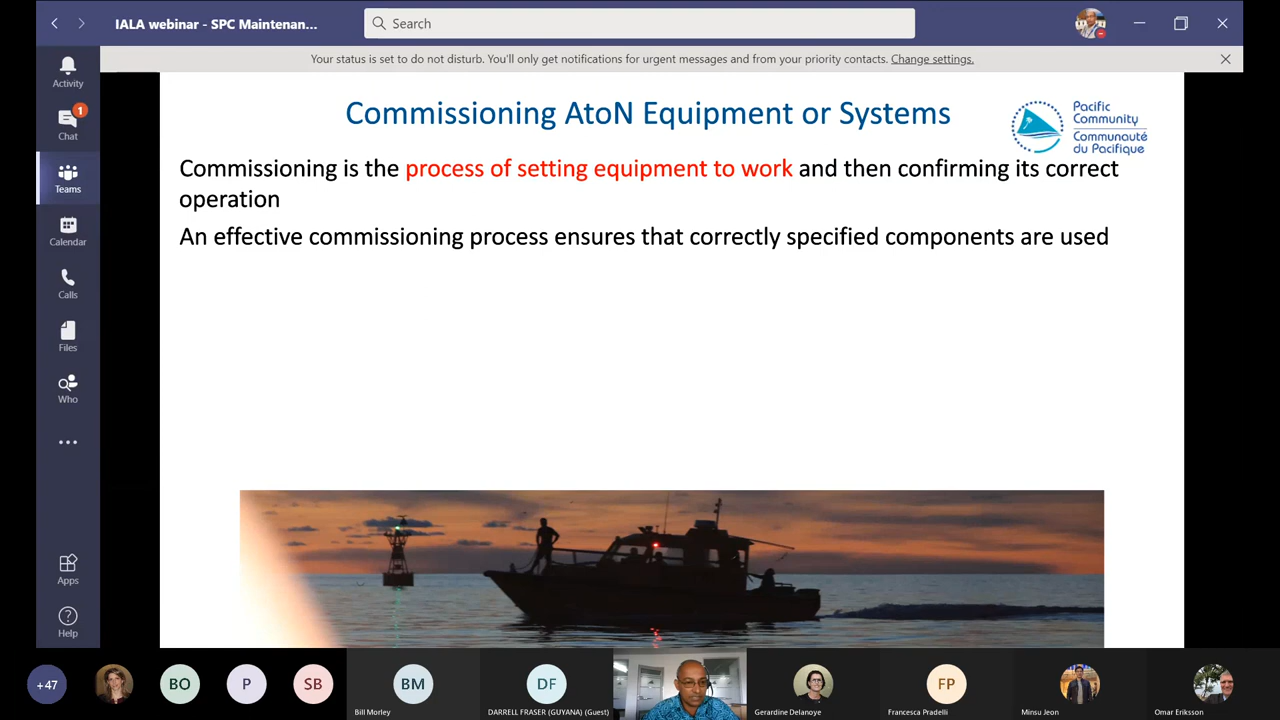 IALA webinar - SPC Maintenan...
Search
Your status is set to do not disturb. You'll only get notifications for urgent messages and from your priority contacts. Change settings.
Activity
1
Chat
Teams
Calendar
Calls
Files
Who
Apps
Help
Commissioning AtoN Equipment or Systems
Pacific
Community
Communauté
du Pacifique
Commissioning is the process of setting equipment to work and then confirming its correct
operation
An effective commissioning process ensures that correctly specified components are used
+47
BO
P
SB
BM
DF
FP
Bill Morley
DARRELL FRASER (GUYANA) (Guest)
Gerardine Delanoye
Francesca Pradelli
Minsu Jeon
Omar Eriksson